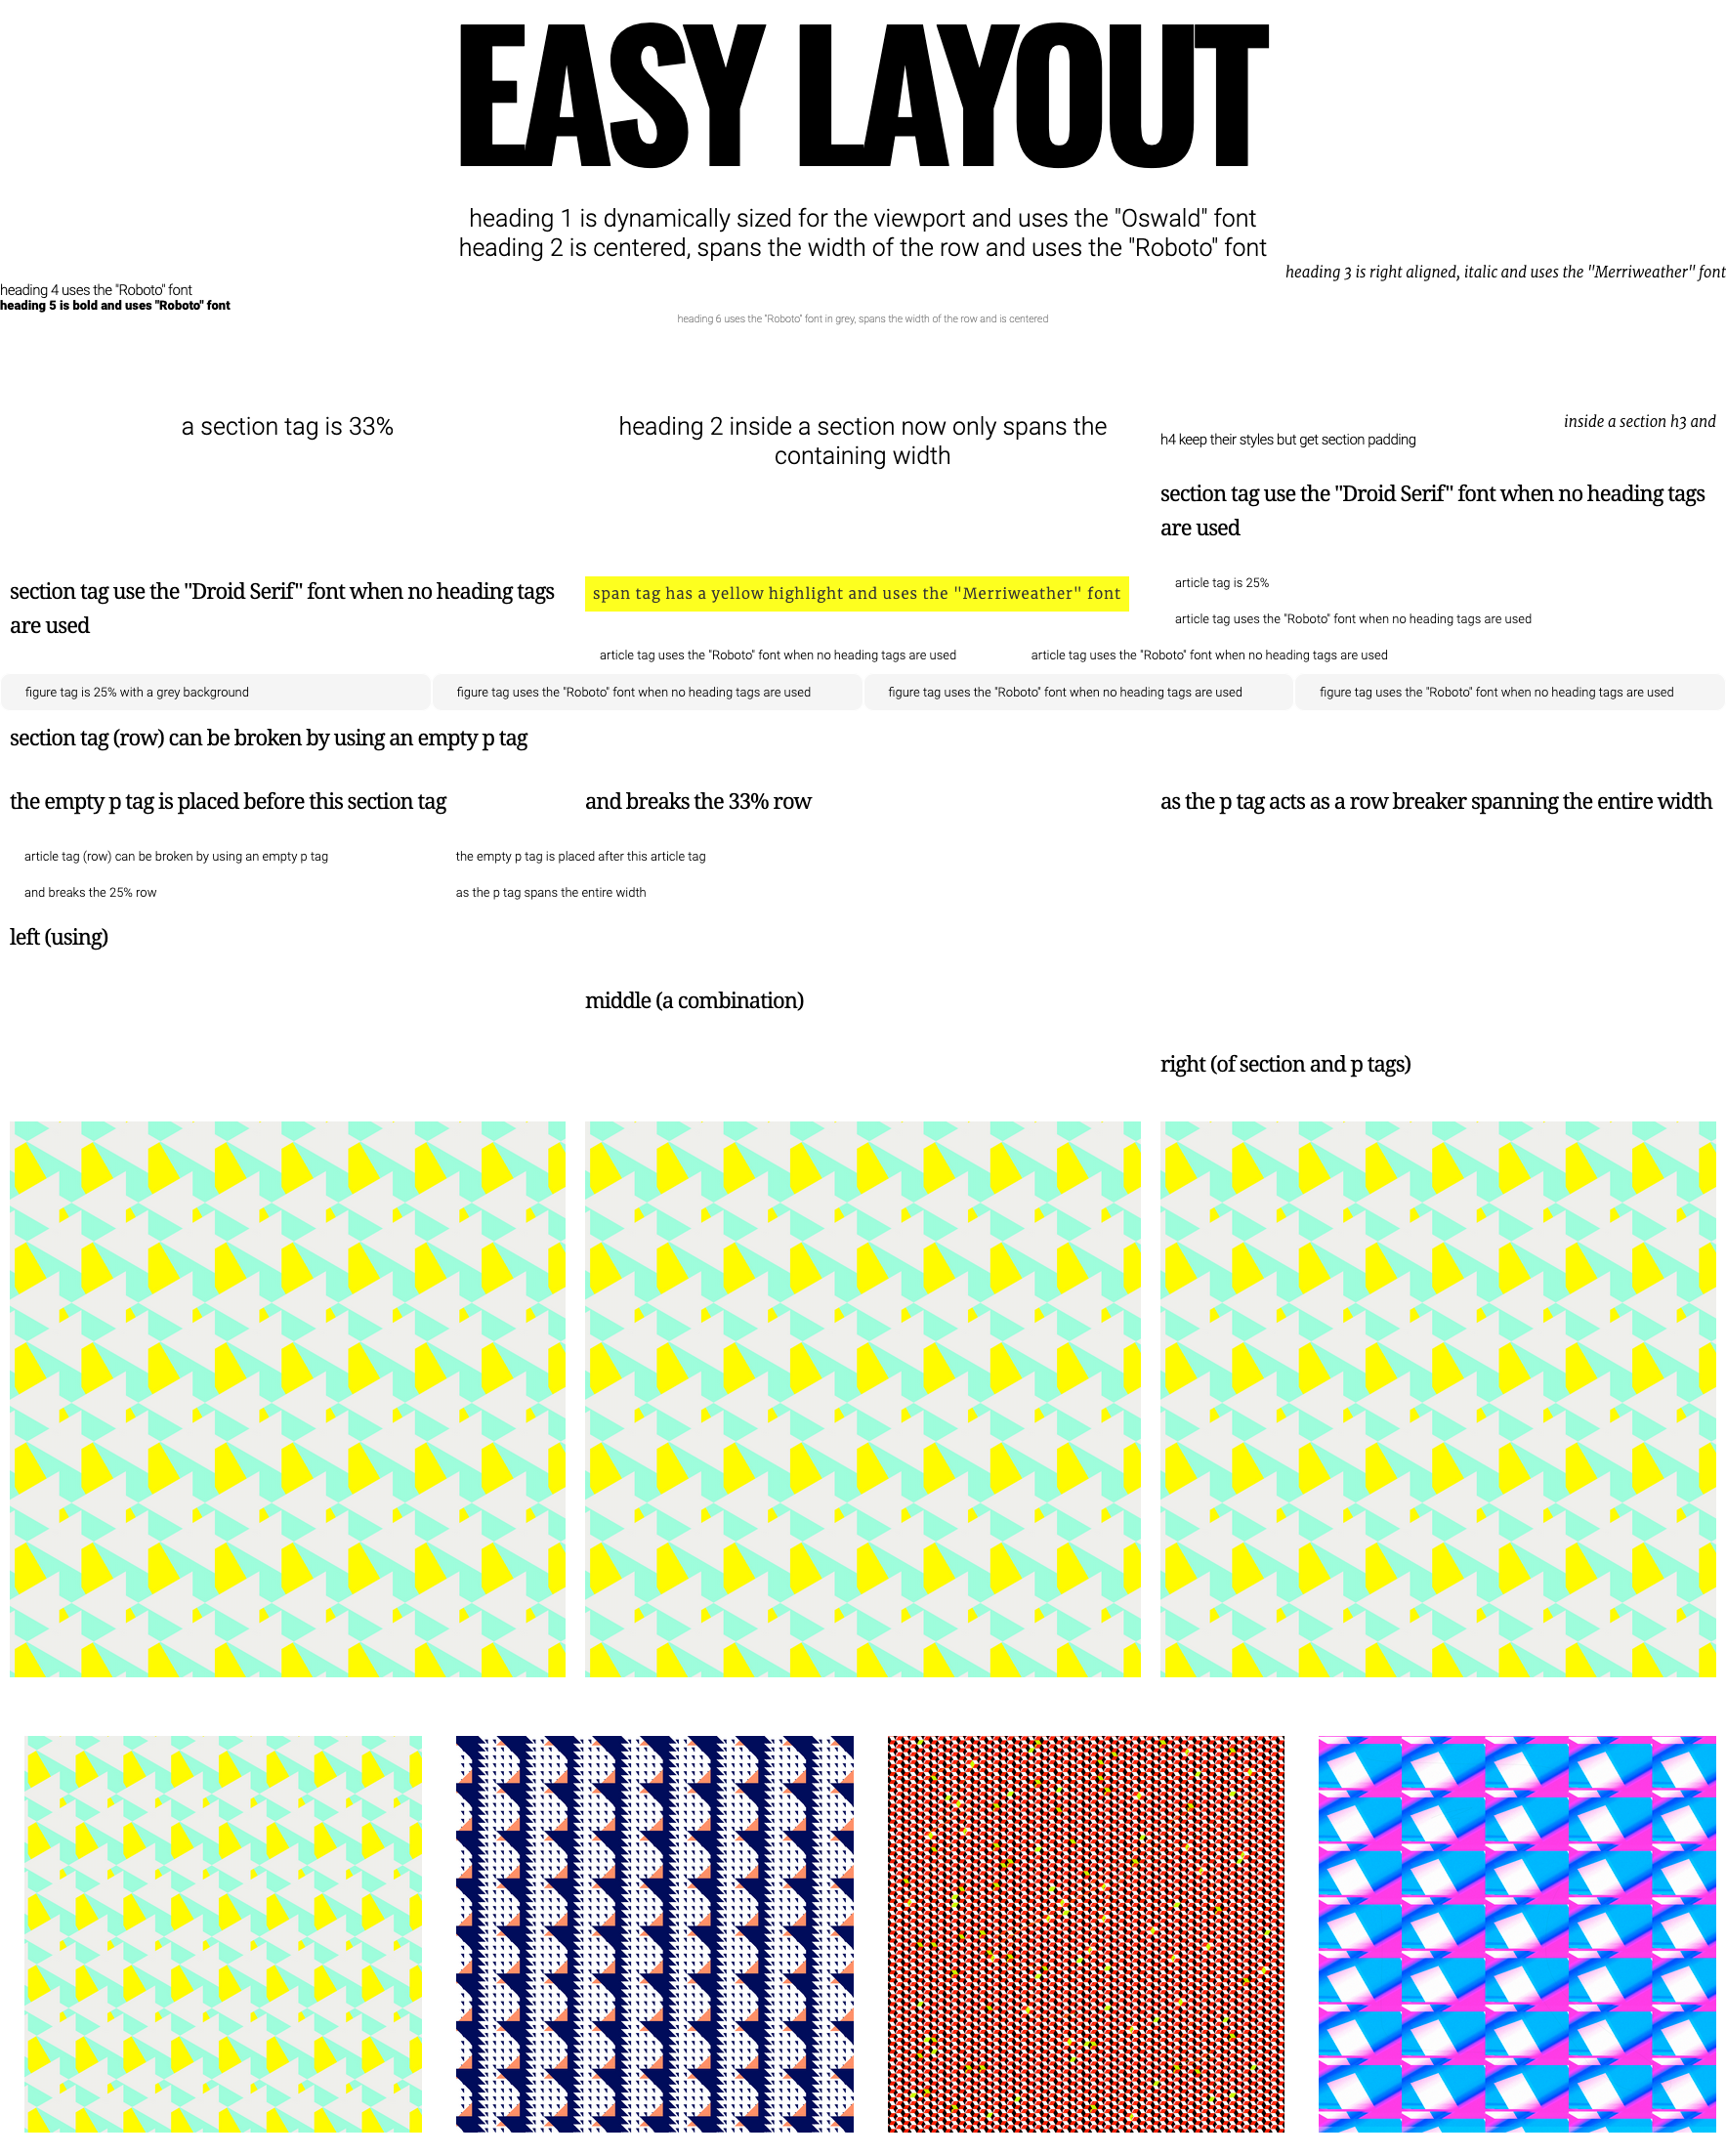 EASY LAYOUT
heading 1 is dynamically sized for the viewport and uses the "Oswald" font
heading 2 is centered, spans the width of the row and uses the "Roboto" font
heading 3 is right aligned, italic and uses the "Merriweather" font
heading 4 uses the "Roboto" font
heading 5 is bold and uses "Roboto" font
heading 6 uses the "Roboto" font in grey, spans the width of the row and is centered
a section tag is 33%
heading 2 inside a section now only spans the
containing width
inside a section h3 and
h4 keep their styles but get section padding
section tag use the "Droid Serif" font when no heading tags
are used
section tag use the "Droid Serif" font when no heading tags
are used
span tag has a yellow highlight and uses the "Merriweather" font
article tag is 25%
article tag uses the "Roboto" font when no heading tags are used
article tag uses the "Roboto" font when no heading tags are used
article tag uses the "Roboto" font when no heading tags are used
figure tag is 25% with a grey background
figure tag uses the "Roboto" font when no heading tags are used
figure tag uses the "Roboto" font when no heading tags are used
figure tag uses the "Roboto" font when no heading tags are used
section tag (row) can be broken by using an empty p tag
the empty p tag is placed before this section tag
and breaks the 33% row
as the p tag acts as a row breaker spanning the entire width
article tag (row) can be broken by using an empty p tag
the empty p tag is placed after this article tag
and breaks the 25% row
as the p tag spans the entire width
left (using)
middle (a combination)
right (of section and p tags)